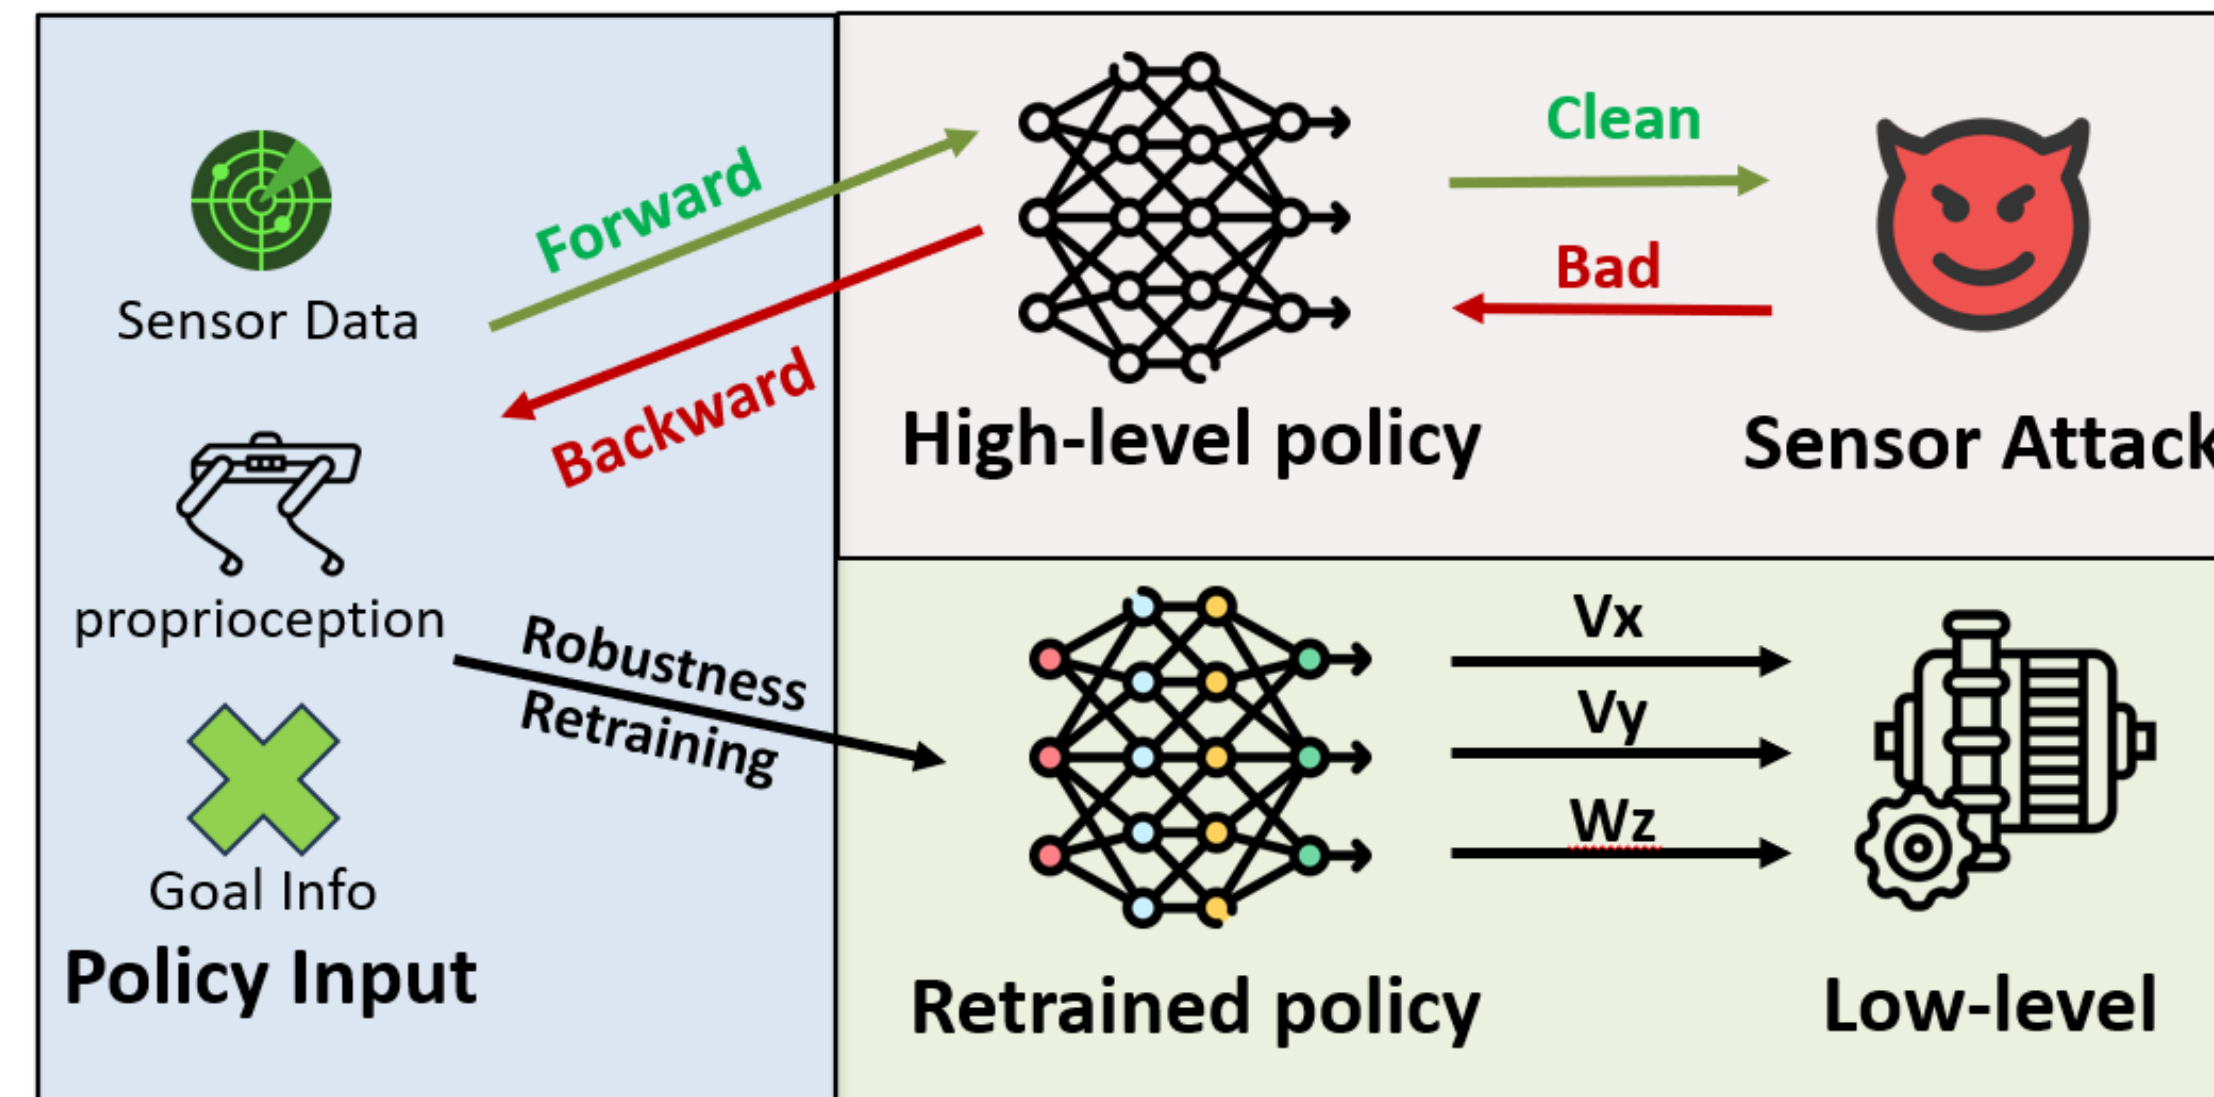 Sensor Data
proprioception
Goal Info
Policy Input
Forward
Backward
Robustness
Retraining
Clean
Bad
High-level policy
Sensor Attack
Vx
Vy
Wz
Retrained policy
Low-level